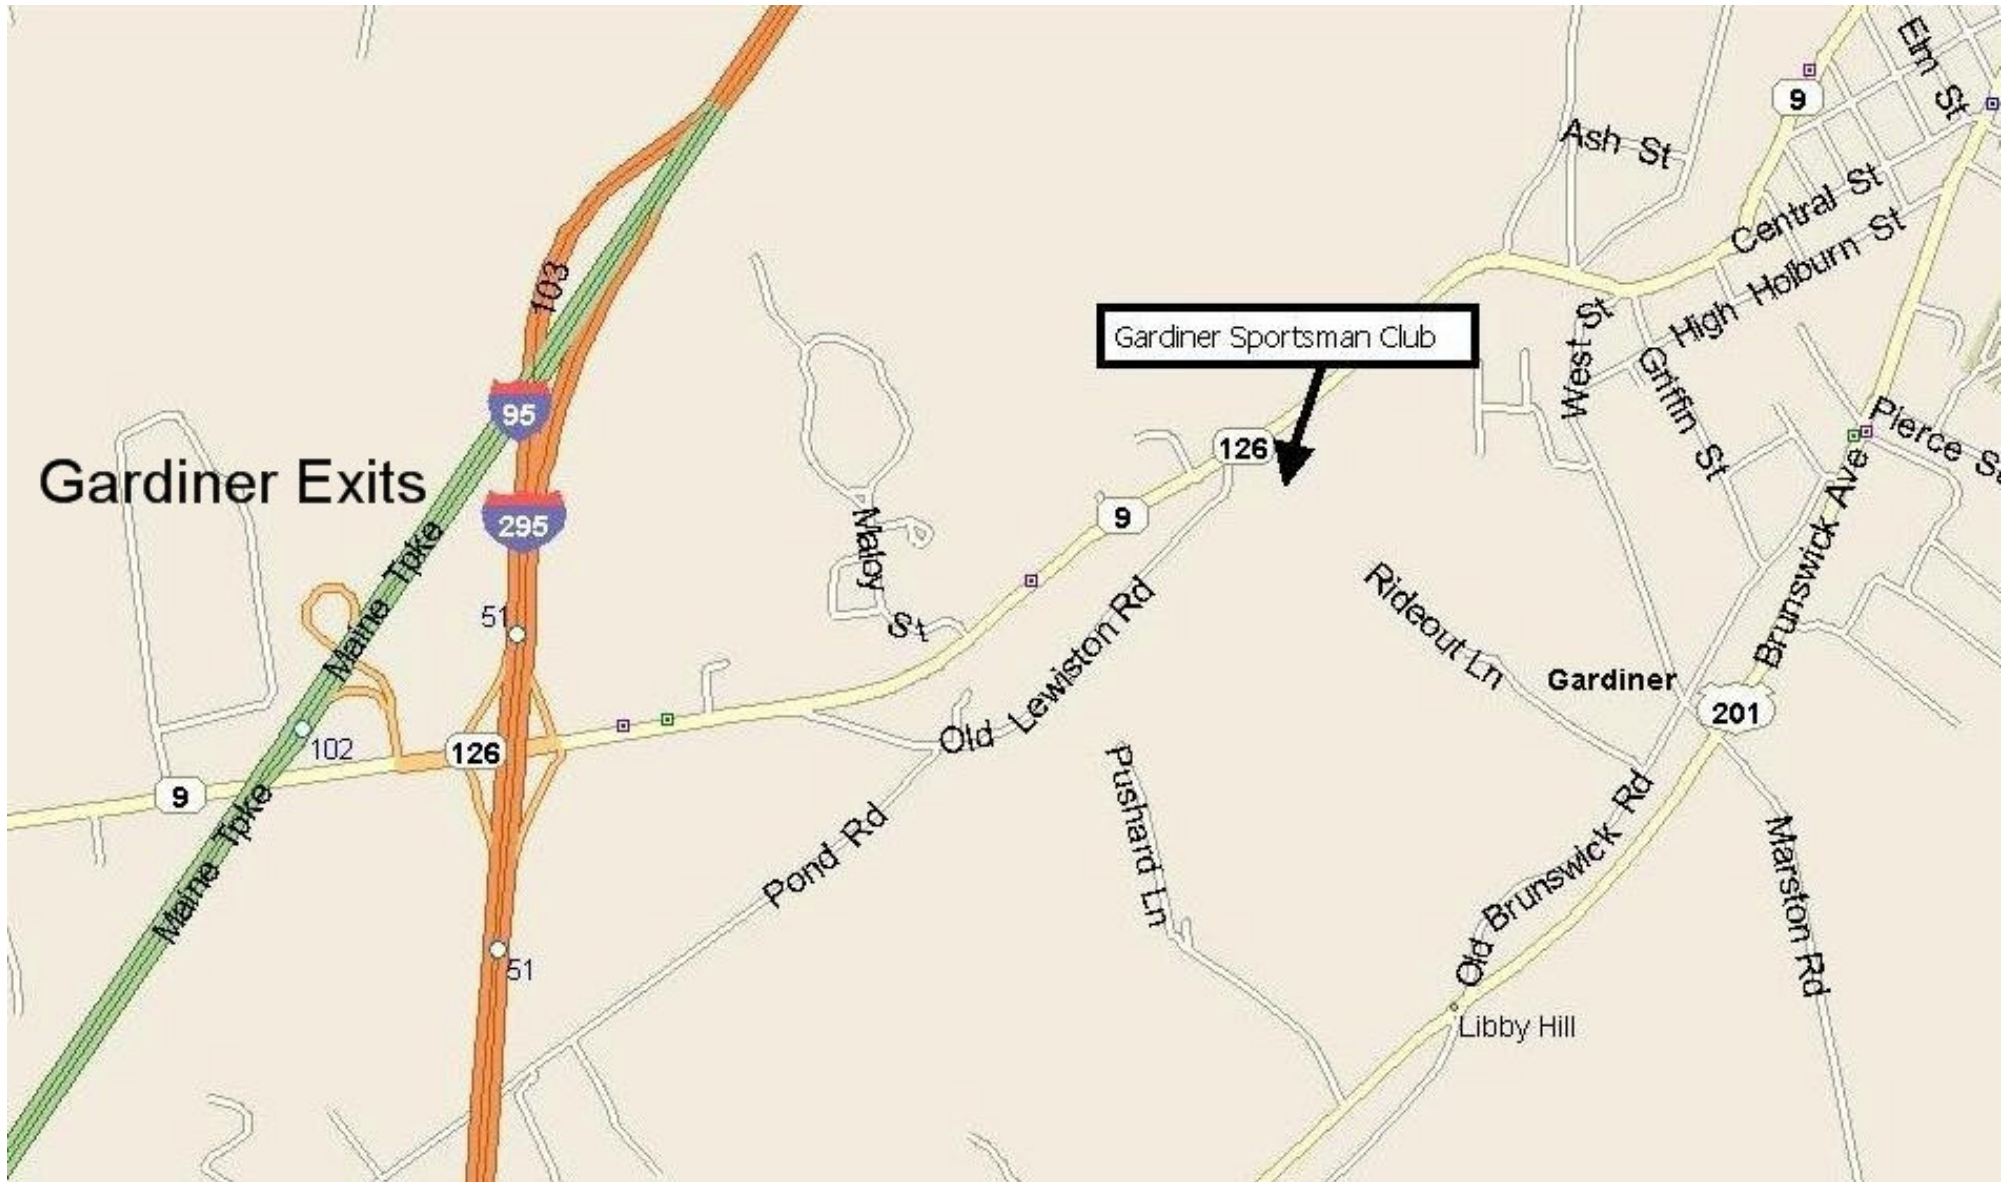 Elm St
9
Ash St
Central St
High Holburn St
103
West St
Gardiner Sportsman Club
Griffin St
95
Pierce St
126
Gardiner Exits
295
9
Maine Tpke
Maloy St
Brunswick Ave
51
Old Lewiston Rd
Rideout Ln
Gardiner
201
102
126
9
Pushard Ln
Maine Tpke
Pond Rd
Old Brunswick Rd
Marston Rd
51
Libby Hill